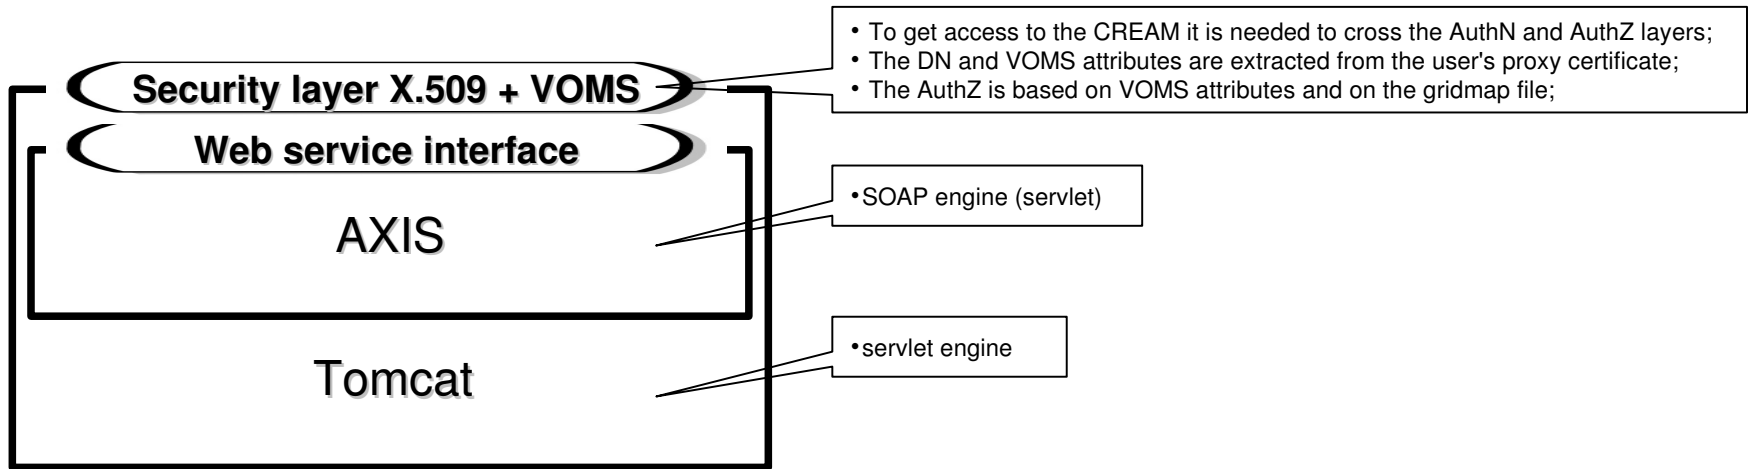 • To get access to the CREAM it is needed to cross the AuthN and AuthZ layers;
• The DN and VOMS attributes are extracted from the user's proxy certificate;
• The AuthZ is based on VOMS attributes and on the gridmap file;
Security layer X.509 + VOMS
Web service interface
• SOAP engine (servlet)
AXIS
• servlet engine
Tomcat